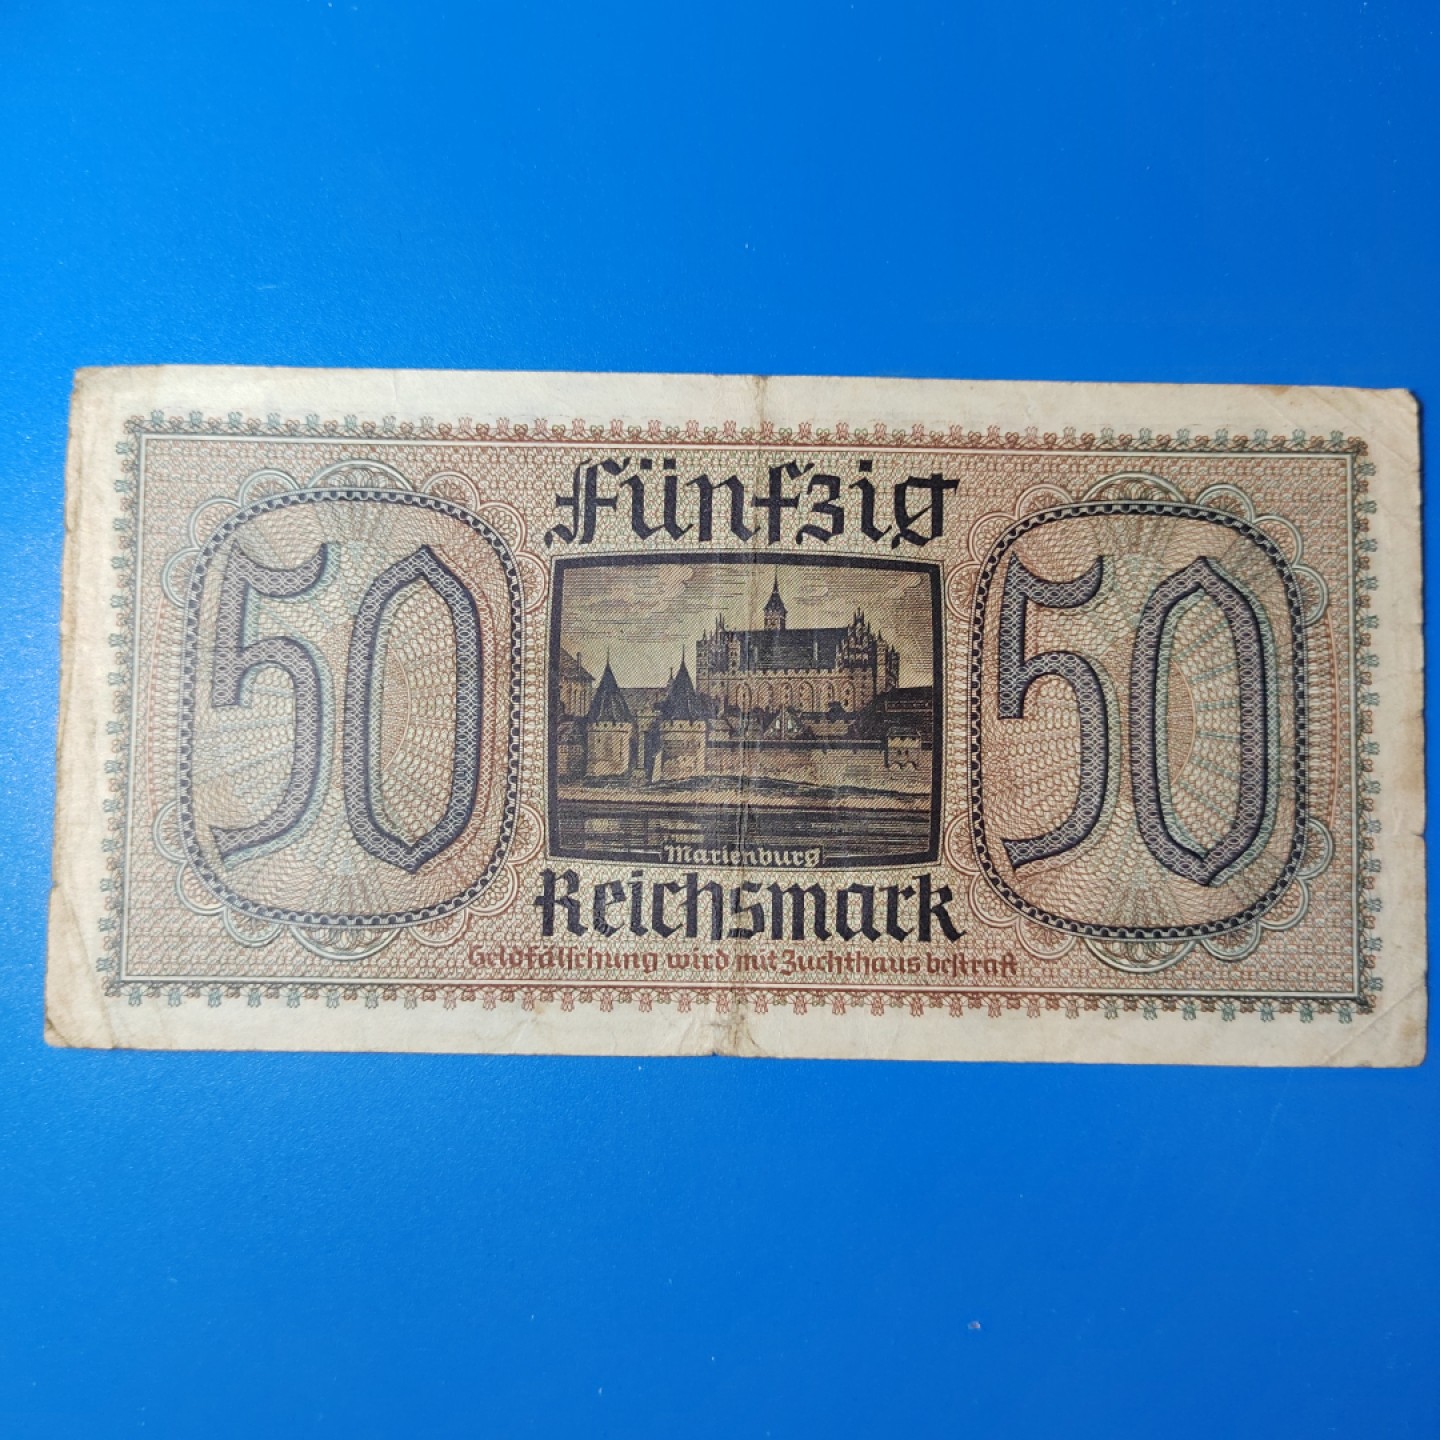 Fünfzig
50
50
Marienburg
Reichsmark
Geldfälschung wird mit Zuchthaus bestraft